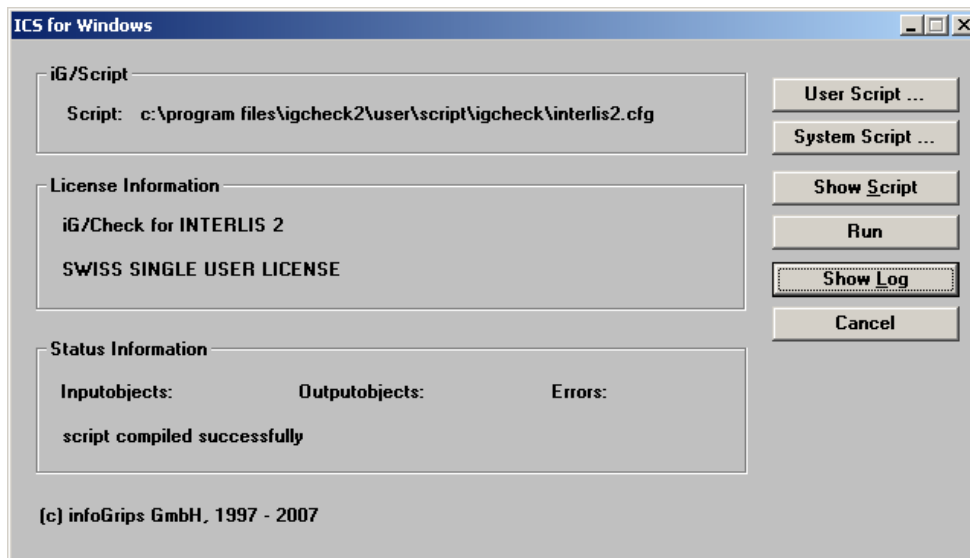 ICS for Windows
iG/Script
Script: c:\program files\igcheck2\user\script\igcheck\interlis2.cfg
License Information
iG/Check for INTERLIS 2
SWISS SINGLE USER LICENSE
Status Information
Inputobjects: Outputobjects: Errors:
script compiled successfully
(c) infoGrips GmbH, 1997 - 2007
User Script ...
System Script ...
Show Script
Run
Show Log
Cancel